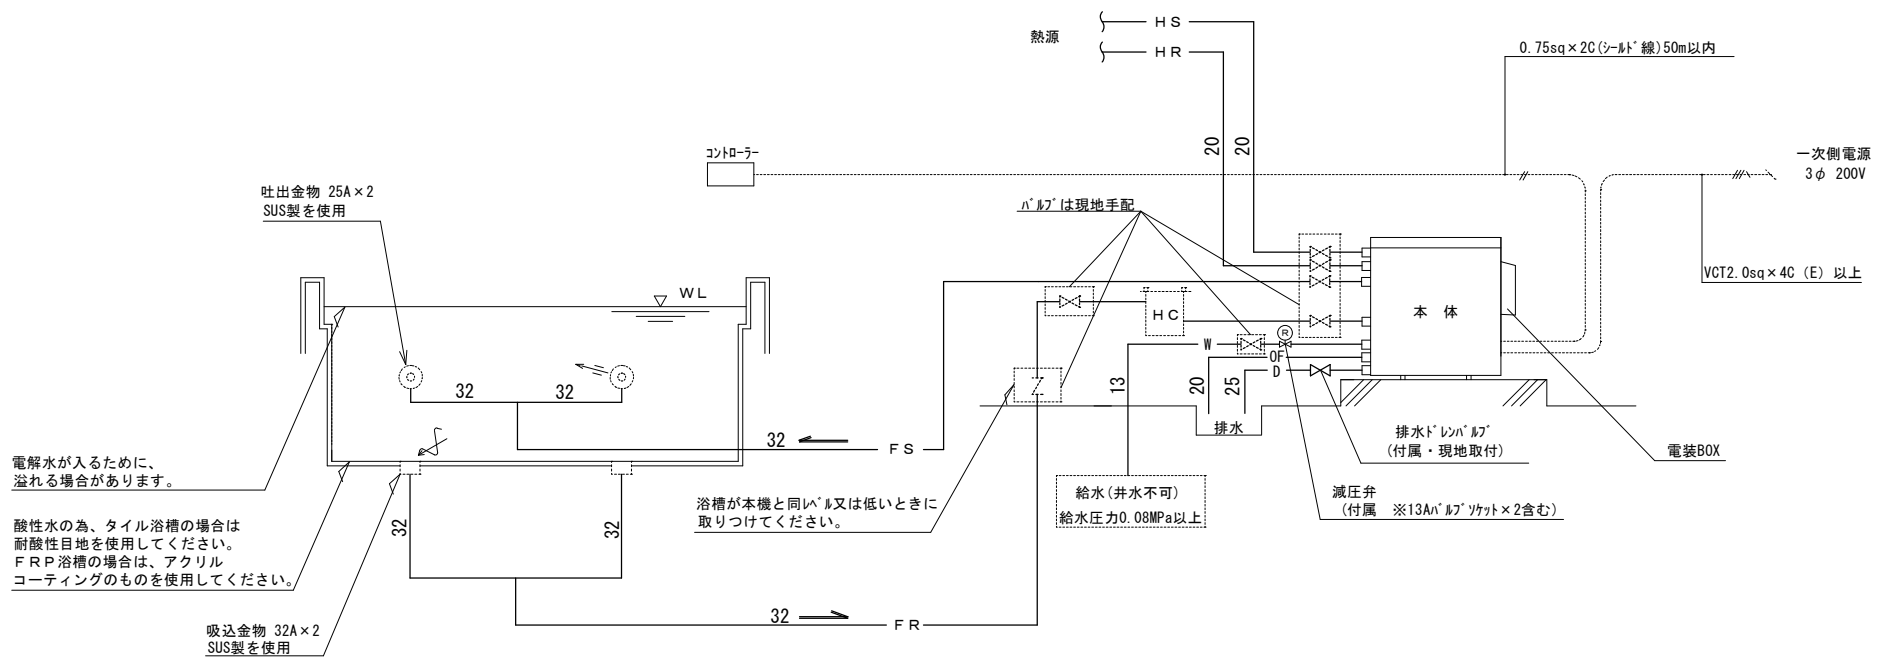 熱源
HS
HR
0.75sq×2C(ｼｰﾙﾄﾞ線)50m以内
20
20
ｺﾝﾄﾛｰﾗｰ
一次側電源
3φ 200V
吐出金物 25A×2
SUS製を使用
ﾊﾞﾙﾌﾞは現地手配
VCT2.0sq×4C (E) 以上
WL
HC
本 体
R
W
OF
D
32
32
13
20
25
排水
32
FS
排水ﾄﾞﾚﾝﾊﾞﾙﾌﾞ
(付属・現地取付)
電装BOX
電解水が入るために、
溢れる場合があります。
浴槽が本機と同ﾚﾍﾞﾙ又は低いときに
取りつけてください。
給水(井水不可)
給水圧力0.08MPa以上
減圧弁
(付属 ※13Aﾊﾞﾙﾌﾞｿｹｯﾄ×2含む)
酸性水の為、タイル浴槽の場合は
耐酸性目地を使用してください。
ＦＲＰ浴槽の場合は、アクリル
コーティングのものを使用してください。
32
32
32
FR
吸込金物 32A×2
SUS製を使用